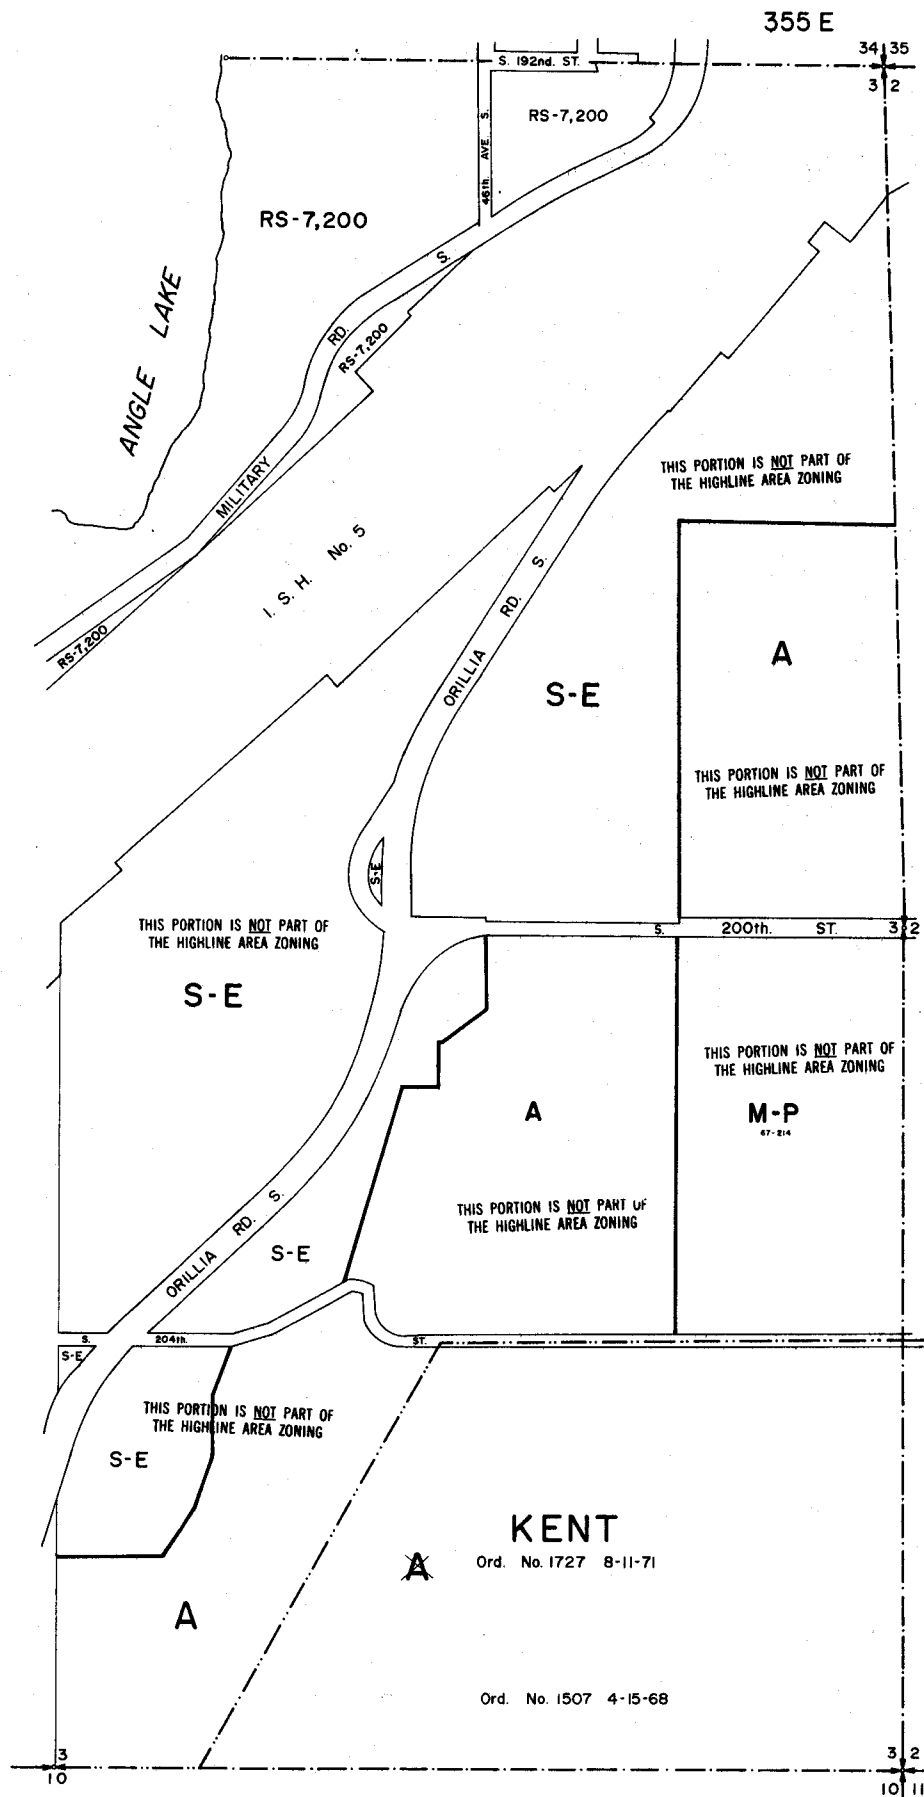 355 E
34 35
3 2
S. 192nd. ST.
RS-7,200
46th. AVE. S.
RS-7,200
ANGLE LAKE
MILITARY RD. S.
RS-7,200
RS-7,200
I. S. H. No. 5
THIS PORTION IS NOT PART OF
THE HIGHLINE AREA ZONING
A
ORILLIA RD. S.
S-E
THIS PORTION IS NOT PART OF
THE HIGHLINE AREA ZONING
S-E
THIS PORTION IS NOT PART OF
THE HIGHLINE AREA ZONING
S. 200th. ST.
3 2
S-E
THIS PORTION IS NOT PART OF
THE HIGHLINE AREA ZONING
A
M-P
67-214
THIS PORTION IS NOT PART OF
THE HIGHLINE AREA ZONING
ORILLIA RD. S.
S-E
S. 204th. ST.
S-E
THIS PORTION IS NOT PART OF
THE HIGHLINE AREA ZONING
S-E
KENT
Ord. No. 1727 8-11-71
A
A
Ord. No. 1507 4-15-68
3
10
3 2
10 11